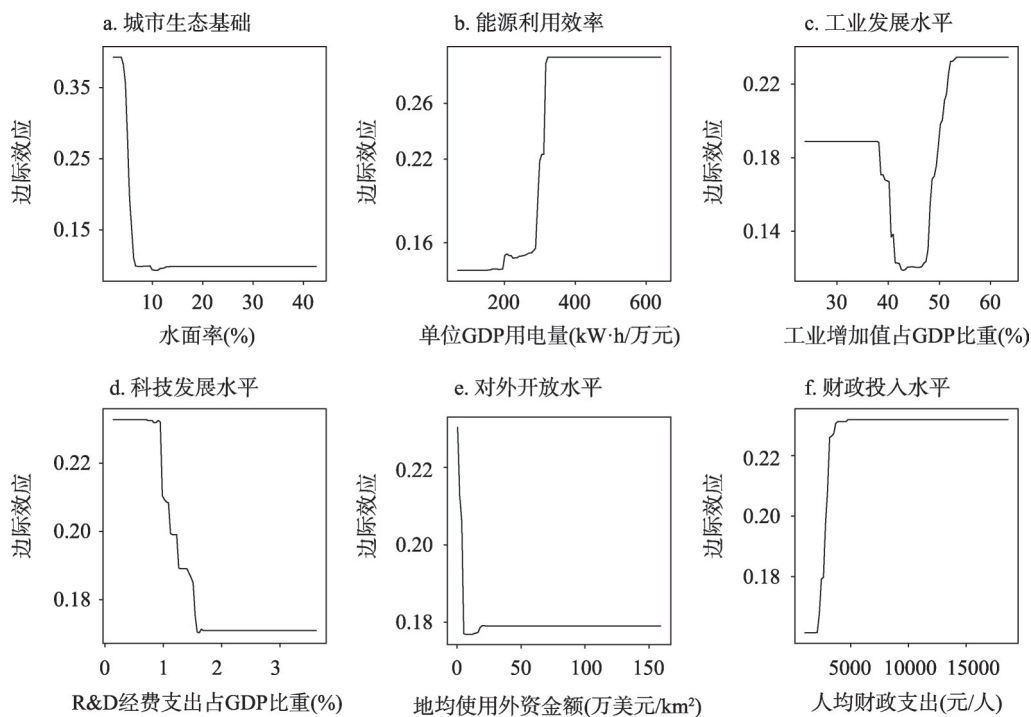 a. 城市生态基础
b. 能源利用效率
c. 工业发展水平
边际效应
0.35
0.25
0.15
10
20
30
40
水面率(%)
边际效应
0.26
0.22
0.16
200
400
600
单位GDP用电量(kW·h/万元)
边际效应
0.22
0.18
0.14
30
40
50
60
工业增加值占GDP比重(%)
d. 科技发展水平
e. 对外开放水平
f. 财政投入水平
边际效应
0.22
0.20
0.18
0
1
2
3
R&D经费支出占GDP比重(%)
边际效应
0.22
0.20
0.18
0
50
100
150
地均使用外资金额(万美元/km²)
边际效应
0.22
0.20
0.18
5000
10000
15000
人均财政支出(元/人)